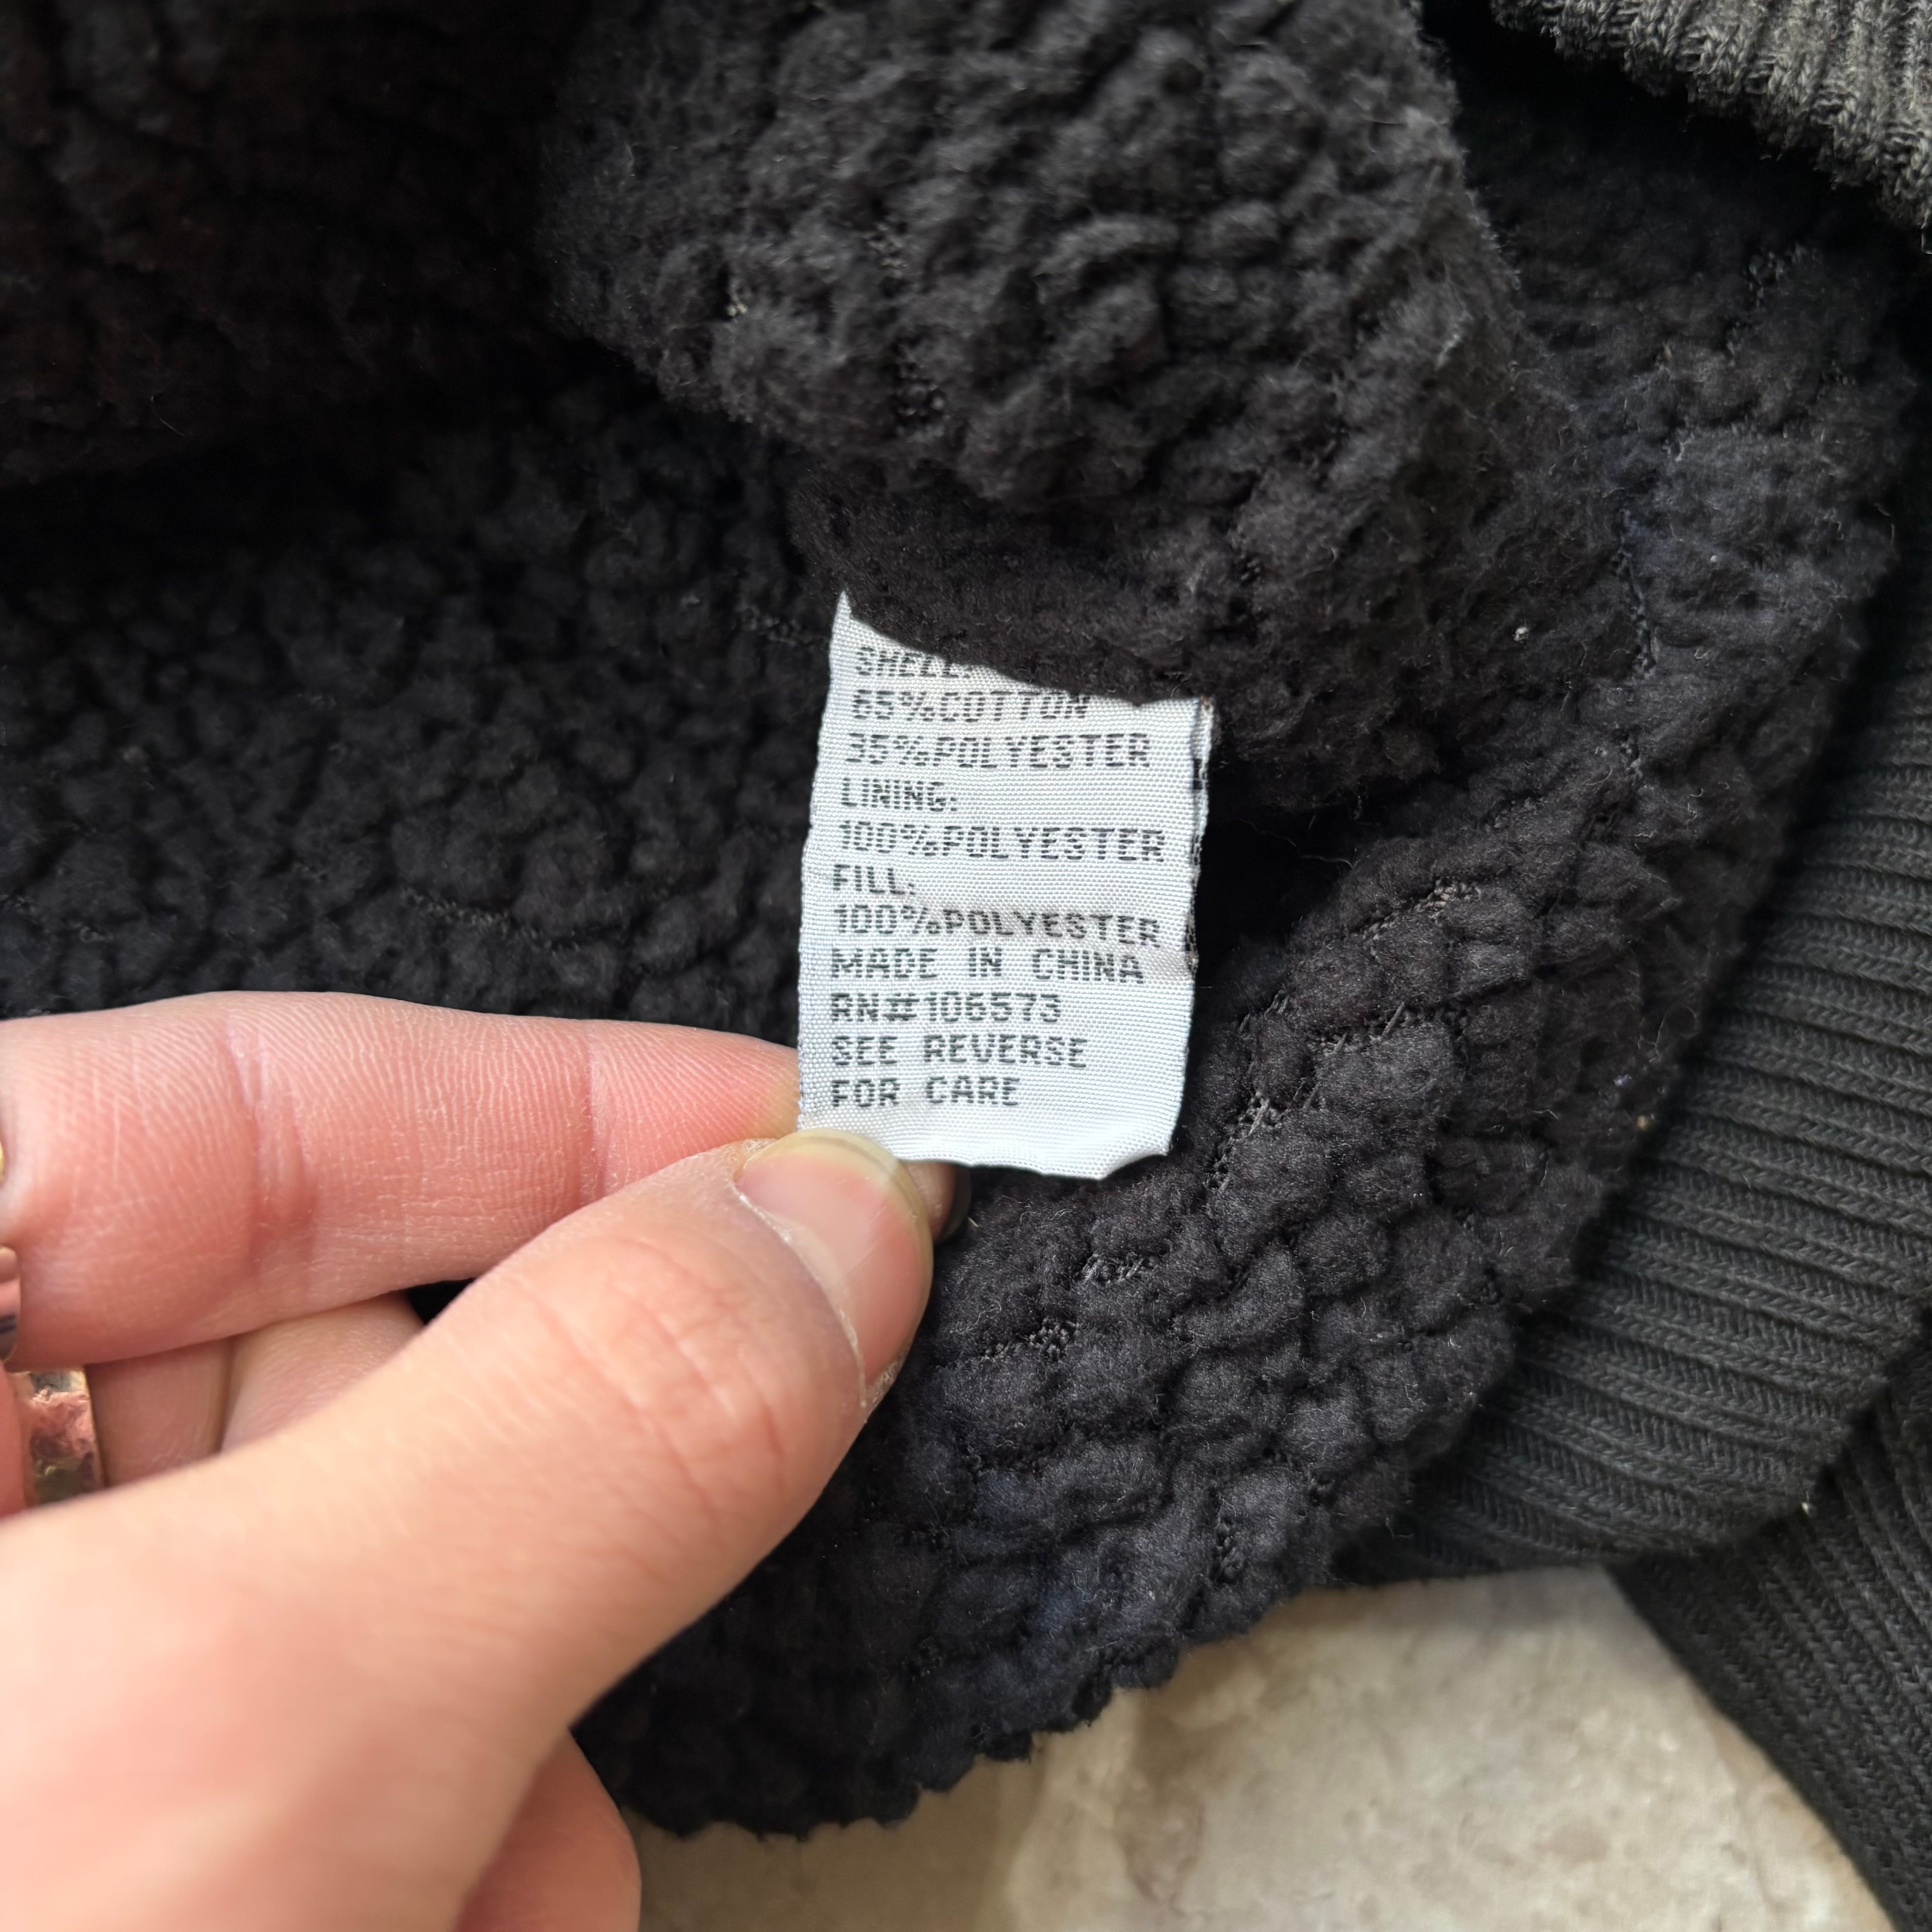 SHELL:
65%COTTON
35%POLYESTER
LINING:
100%POLYESTER
FILL:
100%POLYESTER
MADE IN CHINA
RN#106573
SEE REVERSE
FOR CARE